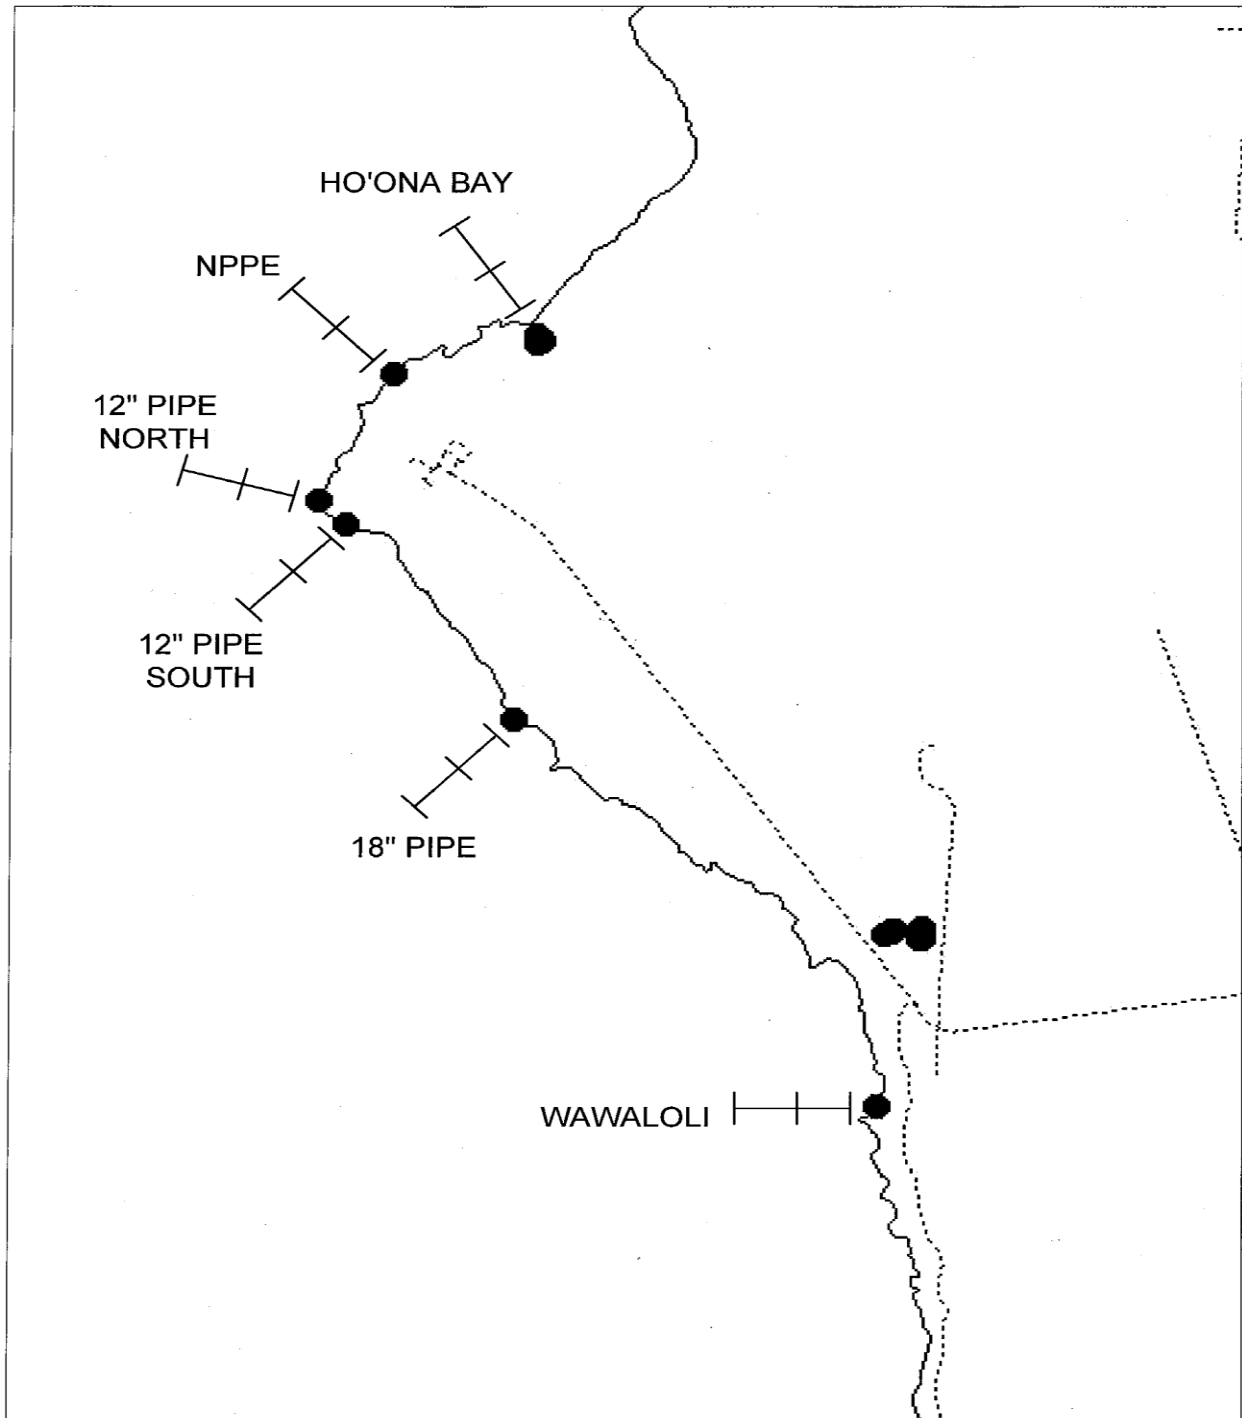 HO'ONA BAY
NPPE
12" PIPE
NORTH
12" PIPE
SOUTH
18" PIPE
WAWALOLI